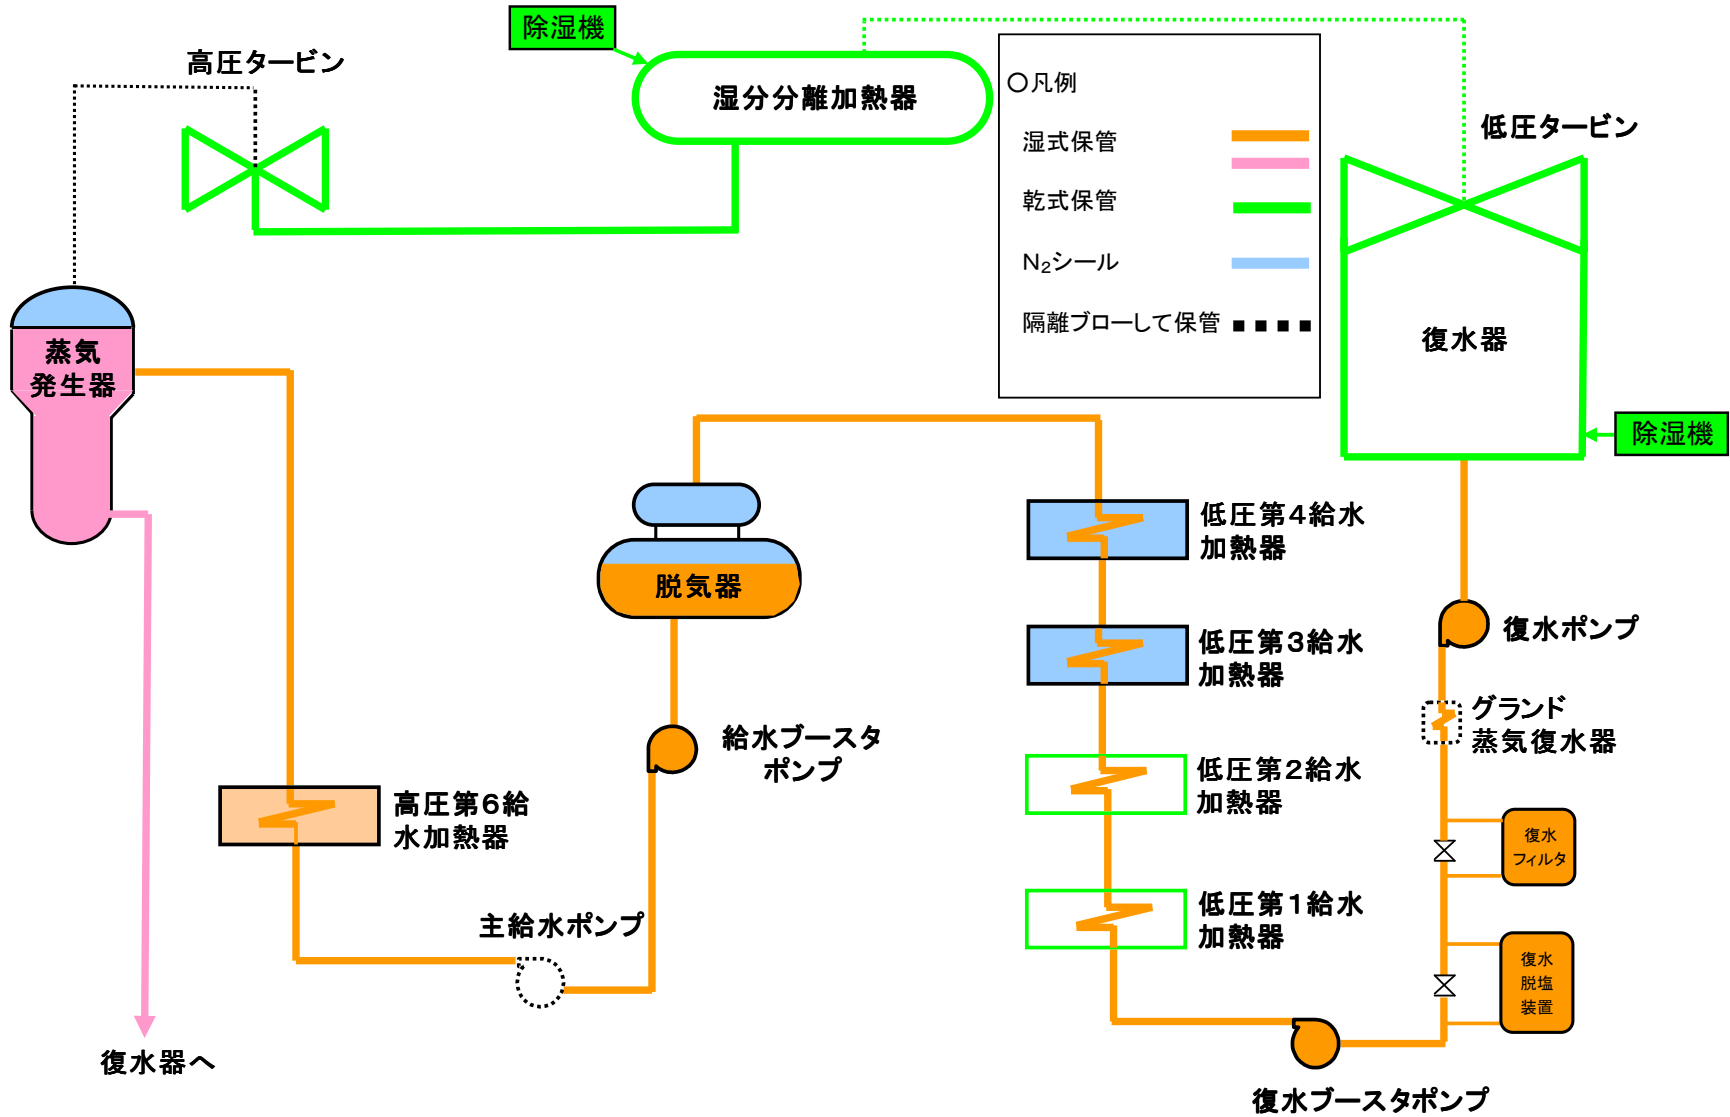 除湿機
高圧タービン
湿分分離加熱器
○凡例
湿式保管
乾式保管
N₂シール
隔離ブローして保管
低圧タービン
復水器
除湿機
蒸気
発生器
脱気器
低圧第4給水
加熱器
低圧第3給水
加熱器
低圧第2給水
加熱器
低圧第1給水
加熱器
復水ポンプ
グランド
蒸気復水器
復水
フィルタ
復水
脱塩
装置
給水ブースタ
ポンプ
高圧第6給
水加熱器
主給水ポンプ
復水器へ
復水ブースタポンプ